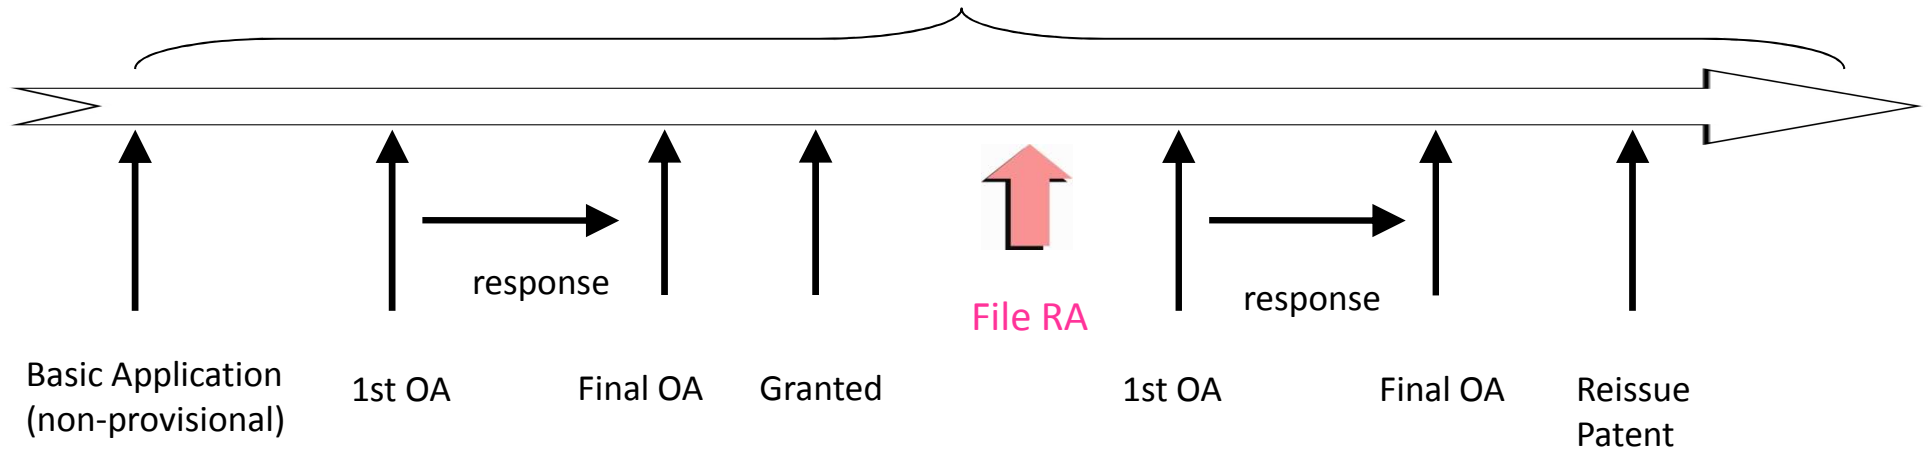 response
response
File RA
Basic Application
(non-provisional)
1st OA
Final OA
Granted
1st OA
Final OA
Reissue
Patent